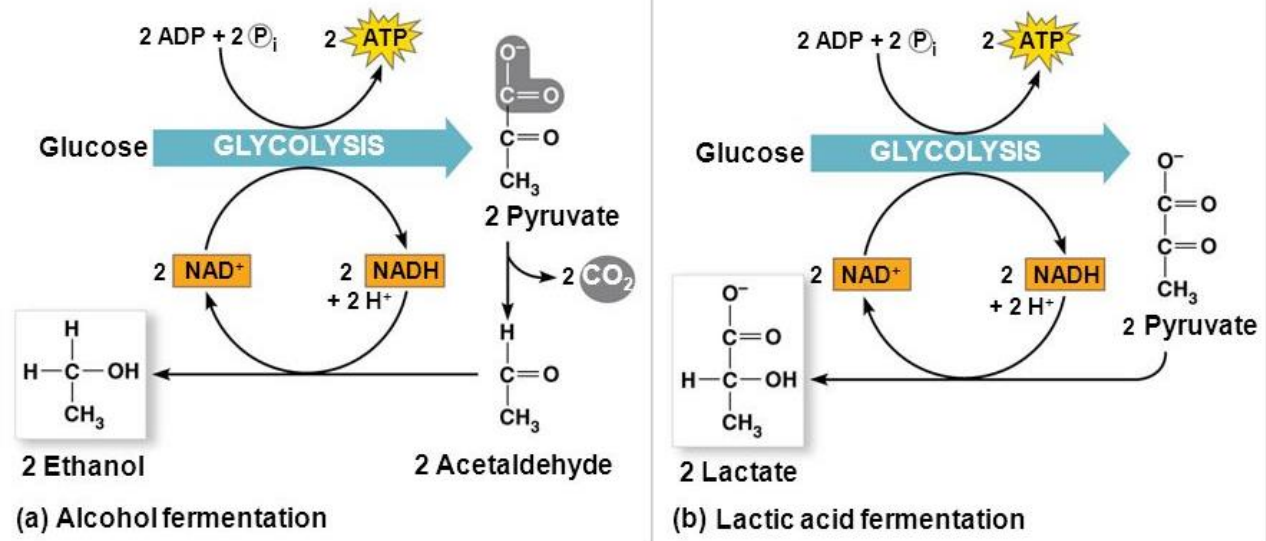 2 ADP + 2 Pi
2 ATP
Glucose
GLYCOLYSIS
O⁻
C=O
C=O
CH₃
2 Pyruvate
2 NAD⁺
2 NADH
+ 2 H⁺
2 CO₂
H
H—C—OH
CH₃
2 Ethanol
H
C=O
CH₃
2 Acetaldehyde
(a) Alcohol fermentation
2 ADP + 2 Pi
2 ATP
Glucose
GLYCOLYSIS
O⁻
C=O
C=O
CH₃
2 Pyruvate
2 NAD⁺
2 NADH
+ 2 H⁺
O⁻
C=O
H—C—OH
CH₃
2 Lactate
(b) Lactic acid fermentation